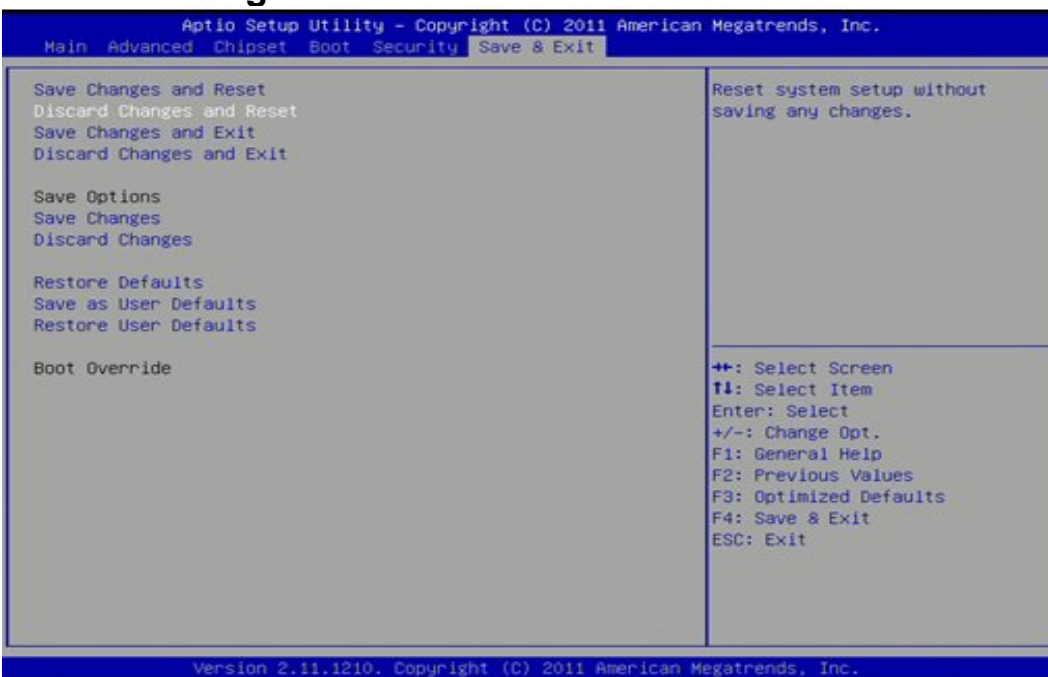 Aptio Setup Utility – Copyright (C) 2011 American Megatrends, Inc.
Main Advanced Chipset Boot Security Save & Exit
Save Changes and Reset
Discard Changes and Reset
Save Changes and Exit
Discard Changes and Exit
Save Options
Save Changes
Discard Changes
Restore Defaults
Save as User Defaults
Restore User Defaults
Boot Override
Reset system setup without
saving any changes.
→←: Select Screen
↑↓: Select Item
Enter: Select
+/-: Change Opt.
F1: General Help
F2: Previous Values
F3: Optimized Defaults
F4: Save & Exit
ESC: Exit
Version 2.11.1210. Copyright (C) 2011 American Megatrends, Inc.